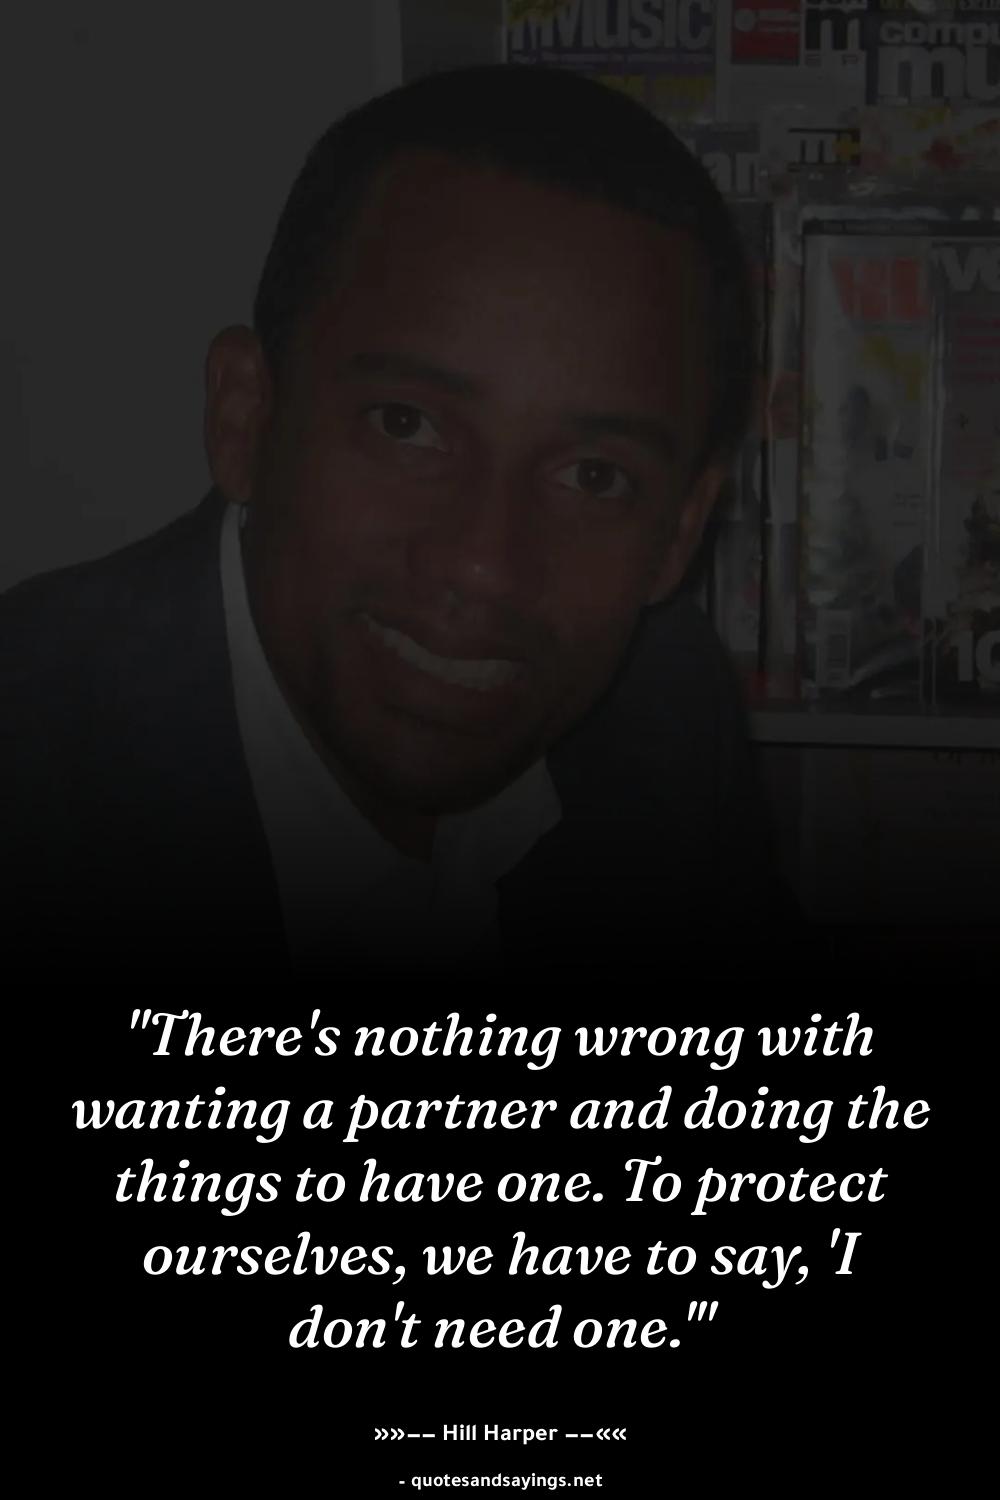 Music
"There's nothing wrong with
wanting a partner and doing the
things to have one. To protect
ourselves, we have to say, 'I
don't need one.'"
»»–– Hill Harper ––««
- quotesandsayings.net